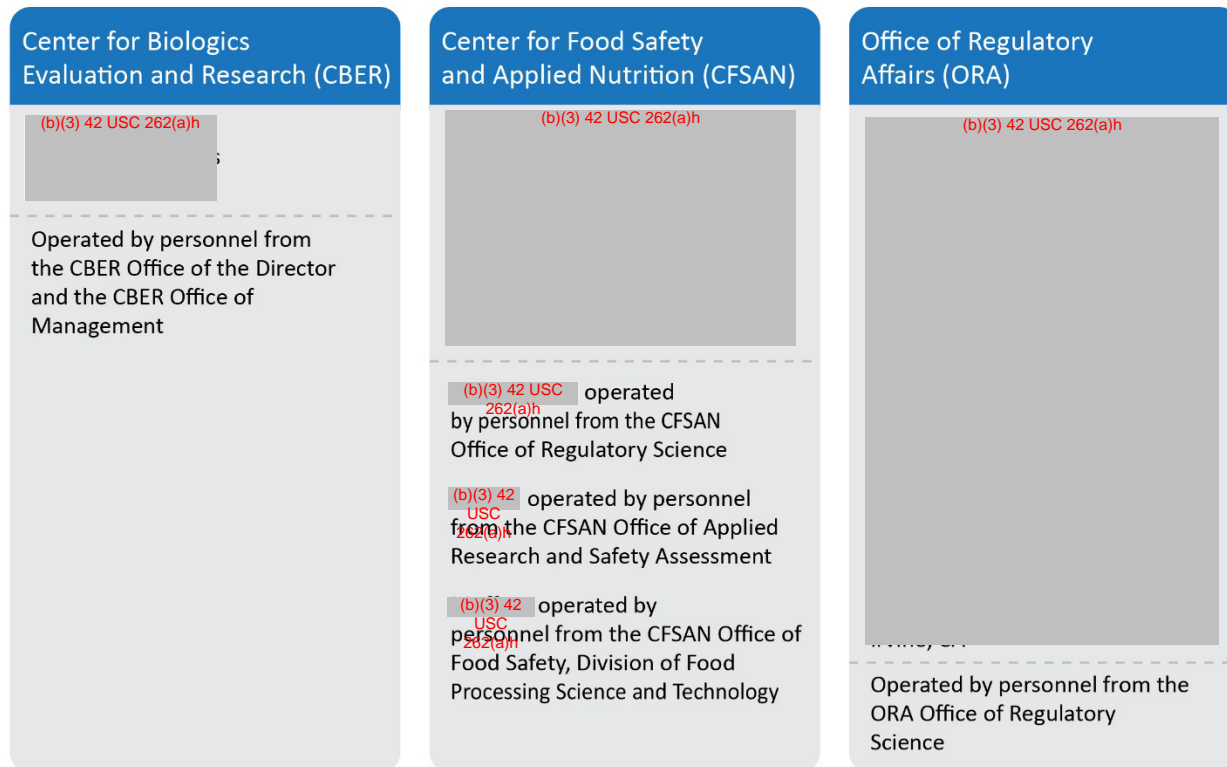 Center for Biologics
Evaluation and Research (CBER)
(b)(3) 42 USC 262(a)h
Operated by personnel from
the CBER Office of the Director
and the CBER Office of
Management
Center for Food Safety
and Applied Nutrition (CFSAN)
(b)(3) 42 USC 262(a)h
(b)(3) 42 USC
262(a)h
operated
by personnel from the CFSAN
Office of Regulatory Science
(b)(3) 42
USC
262(a)h
operated by personnel
from the CFSAN Office of Applied
Research and Safety Assessment
(b)(3) 42
USC
262(a)h
operated by
personnel from the CFSAN Office of
Food Safety, Division of Food
Processing Science and Technology
Office of Regulatory
Affairs (ORA)
(b)(3) 42 USC 262(a)h
Operated by personnel from the
ORA Office of Regulatory
Science